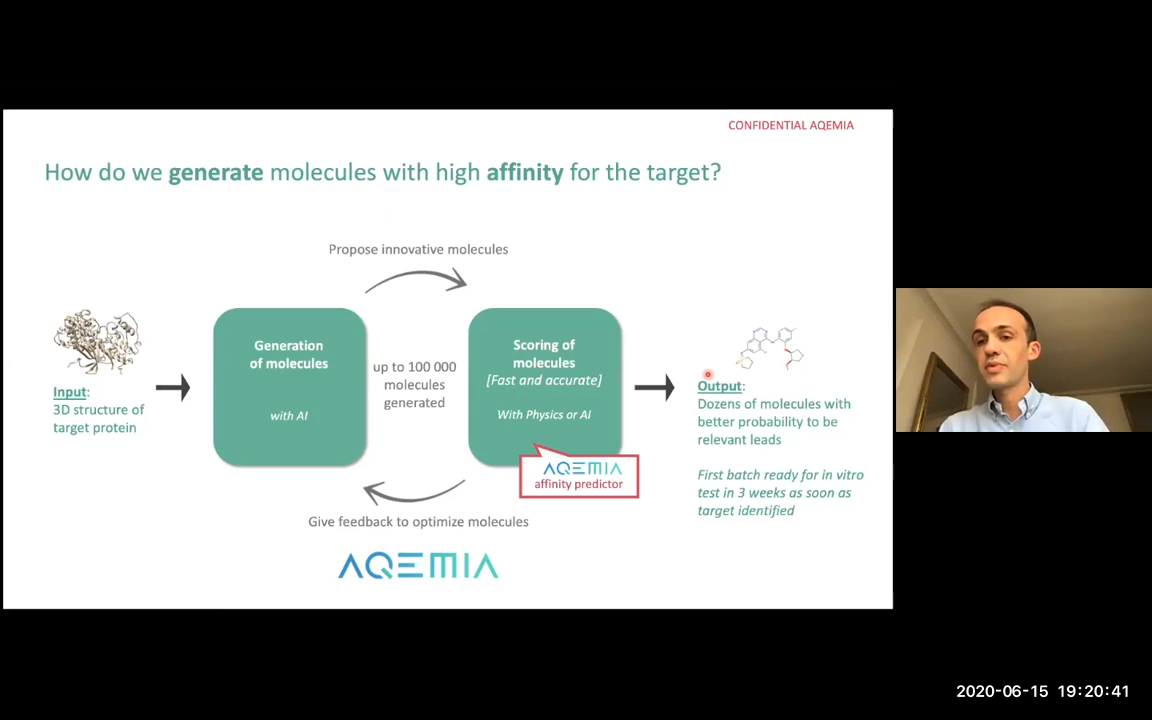 CONFIDENTIAL AQEMIA
How do we generate molecules with high affinity for the target?
Propose innovative molecules
Input:
3D structure of
target protein
Generation
of molecules
with AI
up to 100 000
molecules
generated
Scoring of
molecules
[Fast and accurate]
With Physics or AI
AQEMIA
affinity predictor
Output:
Dozens of molecules with
better probability to be
relevant leads
First batch ready for in vitro
test in 3 weeks as soon as
target identified
Give feedback to optimize molecules
AQEMIA
2020-06-15 19:20:41